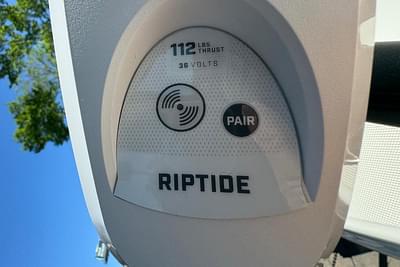 112 LBS THRUST
36 VOLTS
PAIR
RIPTIDE